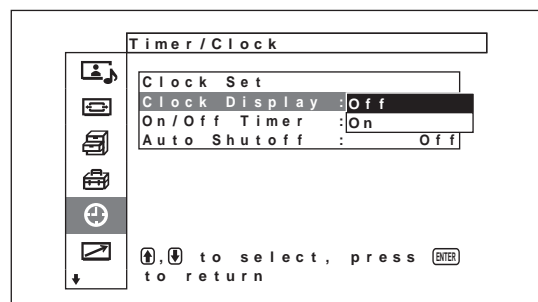 Timer/Clock
Clock Set
Clock Display : Off
On/Off Timer : On
Auto Shutoff : Off
, to select, press ENTER
to return